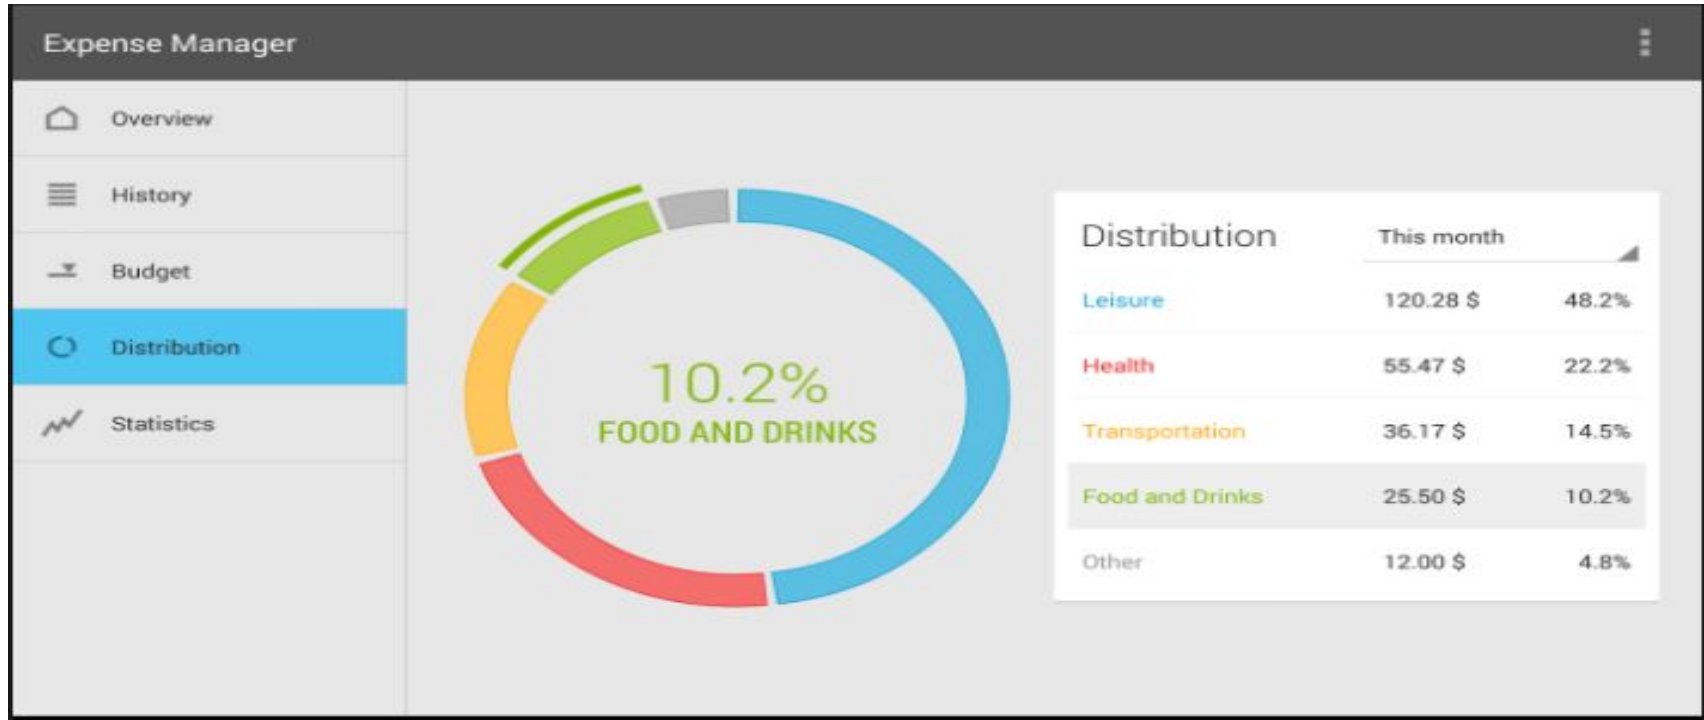 Expense Manager
Overview
History
Budget
Distribution
Statistics
10.2%
FOOD AND DRINKS
Distribution This month
Leisure 120.28 $ 48.2%
Health 55.47 $ 22.2%
Transportation 36.17 $ 14.5%
Food and Drinks 25.50 $ 10.2%
Other 12.00 $ 4.8%